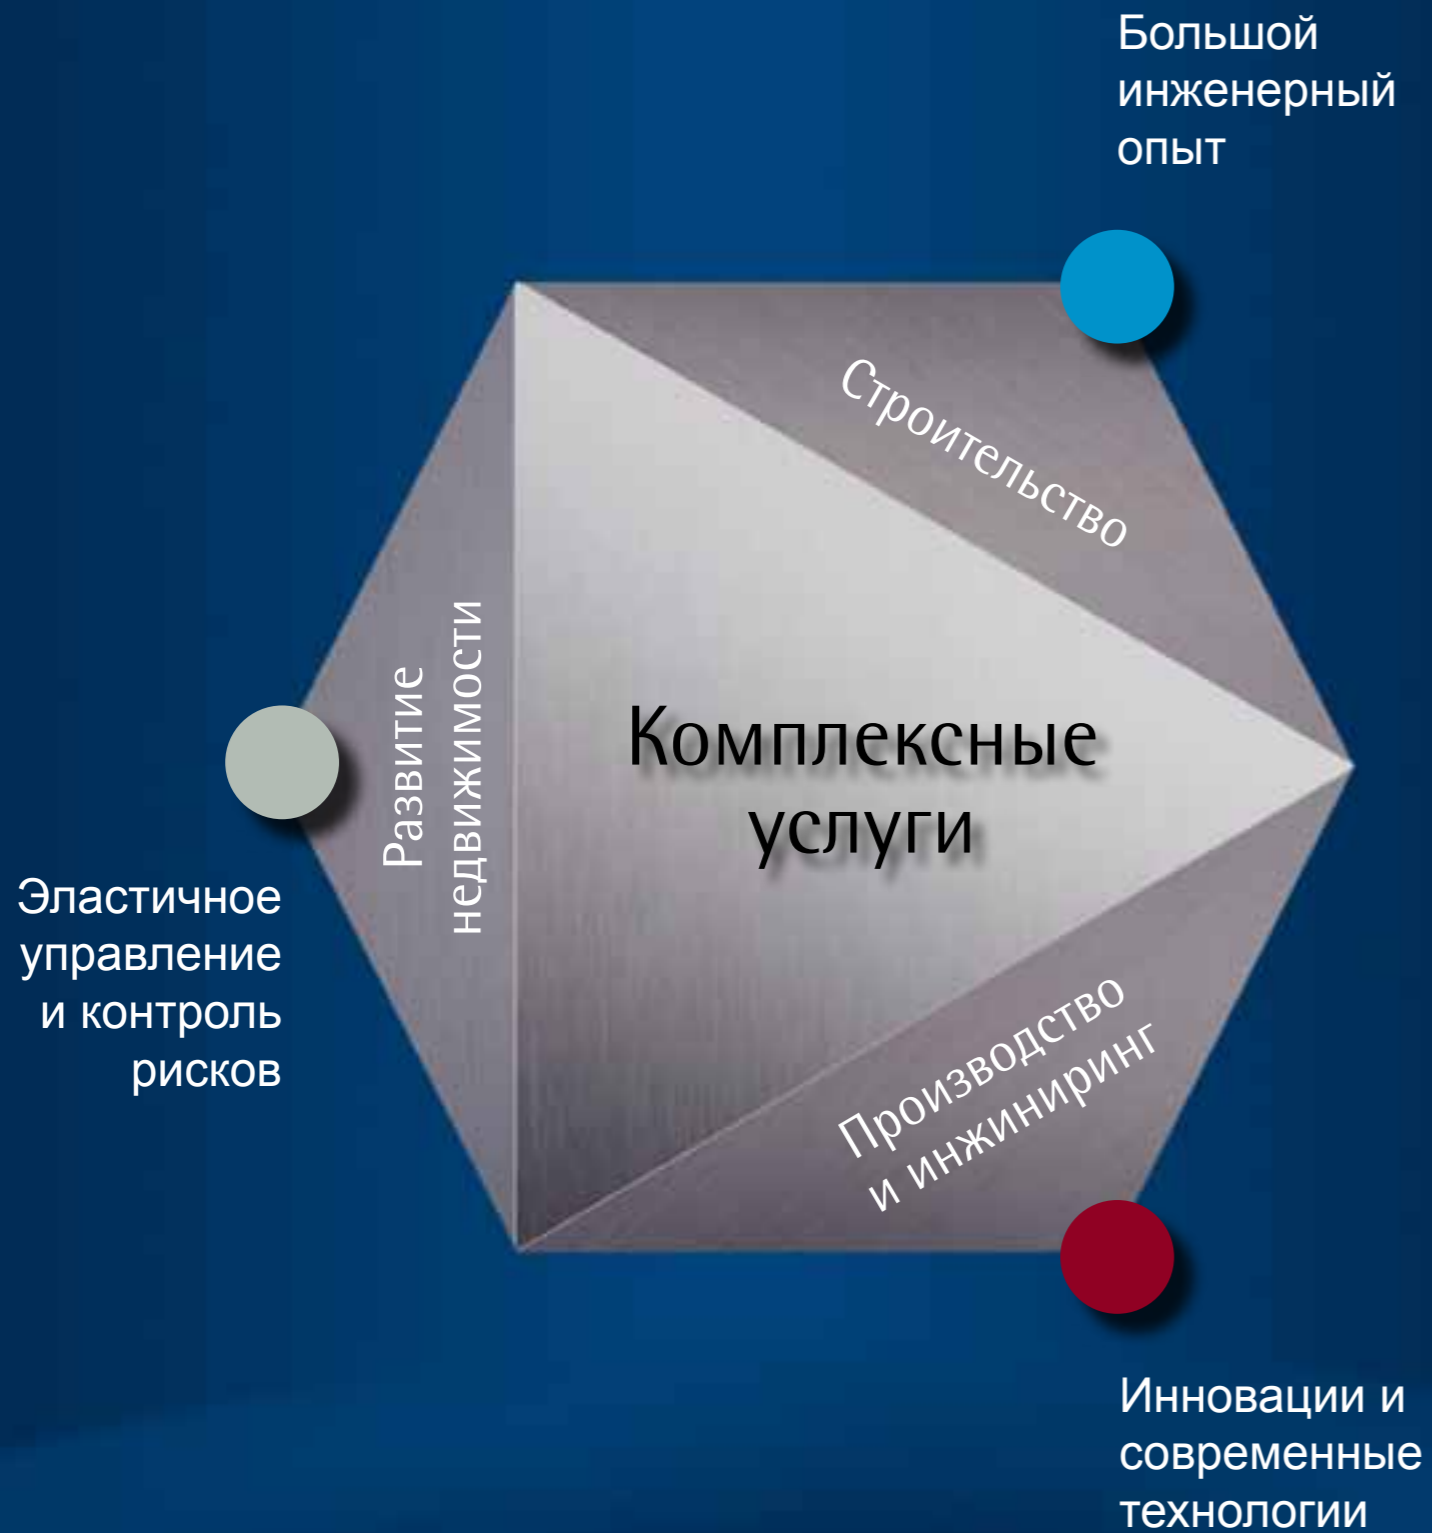 Большой
инженерный
опыт
Строительство
Развитие
недвижимости
Комплексные
услуги
Эластичное
управление
и контроль
рисков
Производство
и инжиниринг
Инновации и
современные
технологии